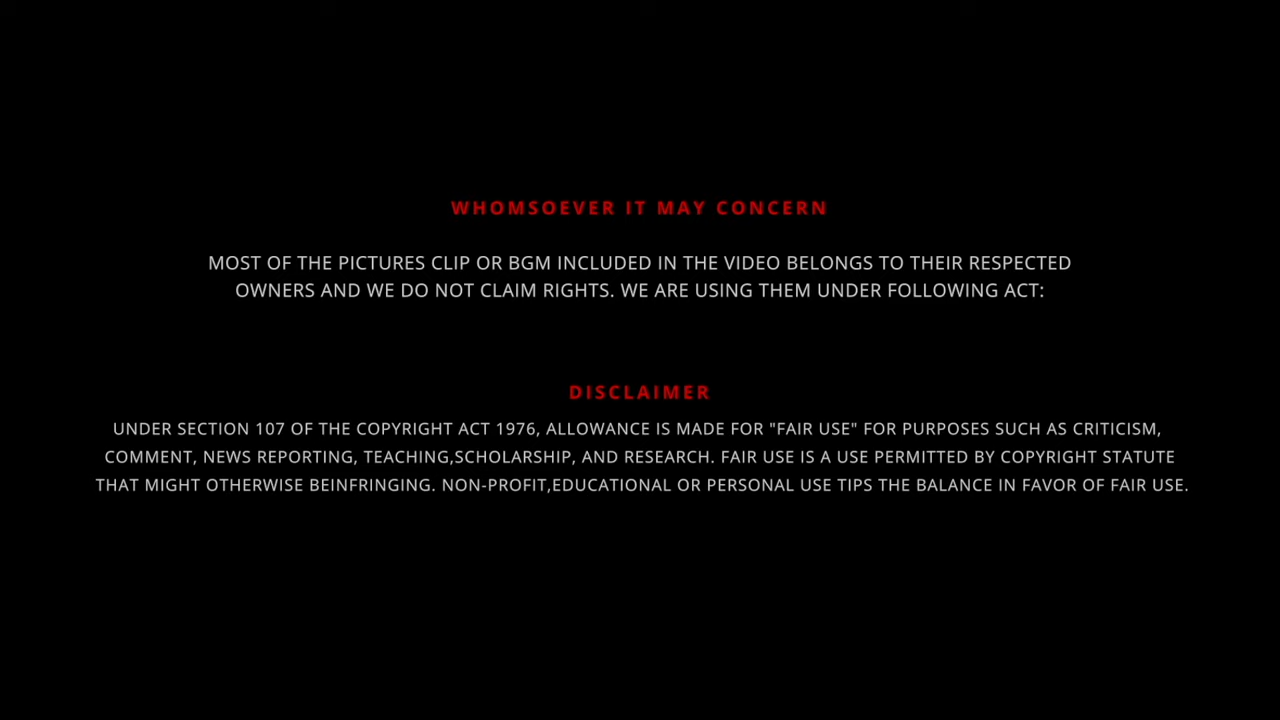 WHOMSOEVER IT MAY CONCERN
MOST OF THE PICTURES CLIP OR BGM INCLUDED IN THE VIDEO BELONGS TO THEIR RESPECTED
OWNERS AND WE DO NOT CLAIM RIGHTS. WE ARE USING THEM UNDER FOLLOWING ACT:
DISCLAIMER
UNDER SECTION 107 OF THE COPYRIGHT ACT 1976, ALLOWANCE IS MADE FOR "FAIR USE" FOR PURPOSES SUCH AS CRITICISM,
COMMENT, NEWS REPORTING, TEACHING,SCHOLARSHIP, AND RESEARCH. FAIR USE IS A USE PERMITTED BY COPYRIGHT STATUTE
THAT MIGHT OTHERWISE BEINFRINGING. NON-PROFIT,EDUCATIONAL OR PERSONAL USE TIPS THE BALANCE IN FAVOR OF FAIR USE.